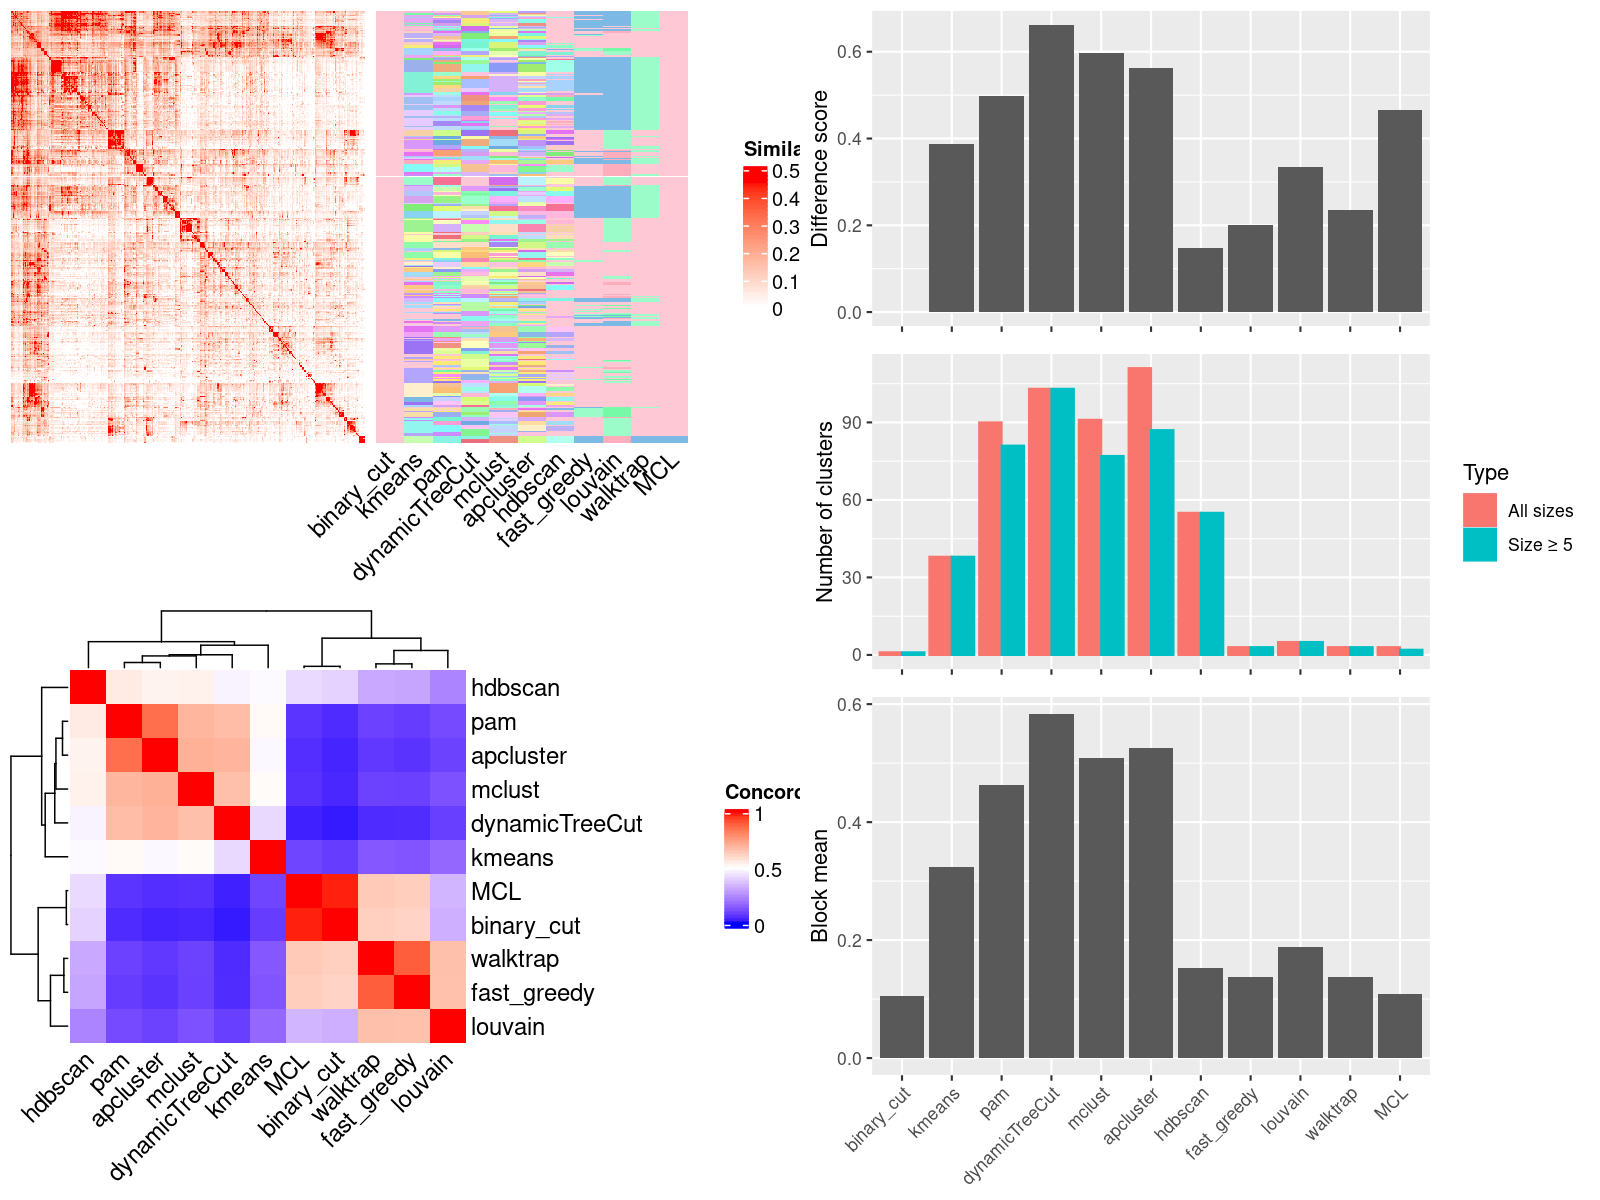 Simila
0.5
0.4
0.3
0.2
0.1
0
binary_cut
kmeans
pam
dynamicTreeCut
mclust
apcluster
hdbscan
fast_greedy
louvain
walktrap
MCL
Difference score
0.6
0.4
0.2
0.0
Number of clusters
90
60
30
0
Type
All sizes
Size ≥ 5
hdbscan
pam
apcluster
mclust
dynamicTreeCut
kmeans
MCL
binary_cut
walktrap
fast_greedy
louvain
hdbscan
pam
apcluster
mclust
dynamicTreeCut
kmeans
MCL
binary_cut
walktrap
fast_greedy
louvain
Concord
1
0.5
0
Block mean
0.6
0.4
0.2
0.0
binary_cut
kmeans
pam
dynamicTreeCut
mclust
apcluster
hdbscan
fast_greedy
louvain
walktrap
MCL